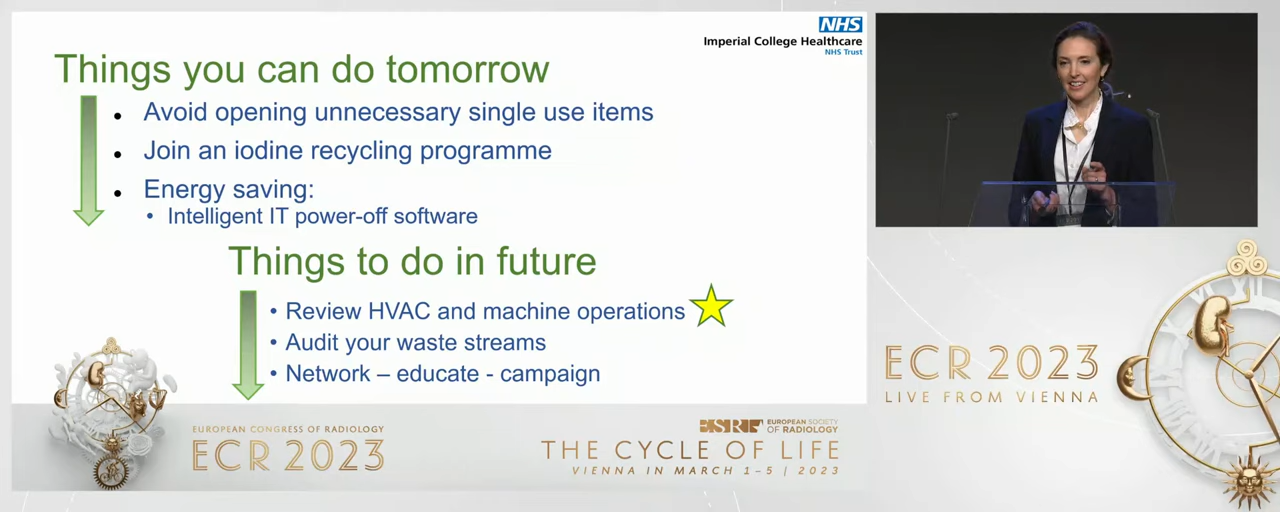 NHS
Imperial College Healthcare
NHS Trust
Things you can do tomorrow
• Avoid opening unnecessary single use items
• Join an iodine recycling programme
• Energy saving:
• Intelligent IT power-off software
Things to do in future
• Review HVAC and machine operations
• Audit your waste streams
• Network – educate - campaign
EUROPEAN CONGRESS OF RADIOLOGY
ECR 2023
EUROPEAN SOCIETY
OF RADIOLOGY
THE CYCLE OF LIFE
VIENNA IN MARCH 1–5 | 2023
ECR 2023
LIVE FROM VIENNA